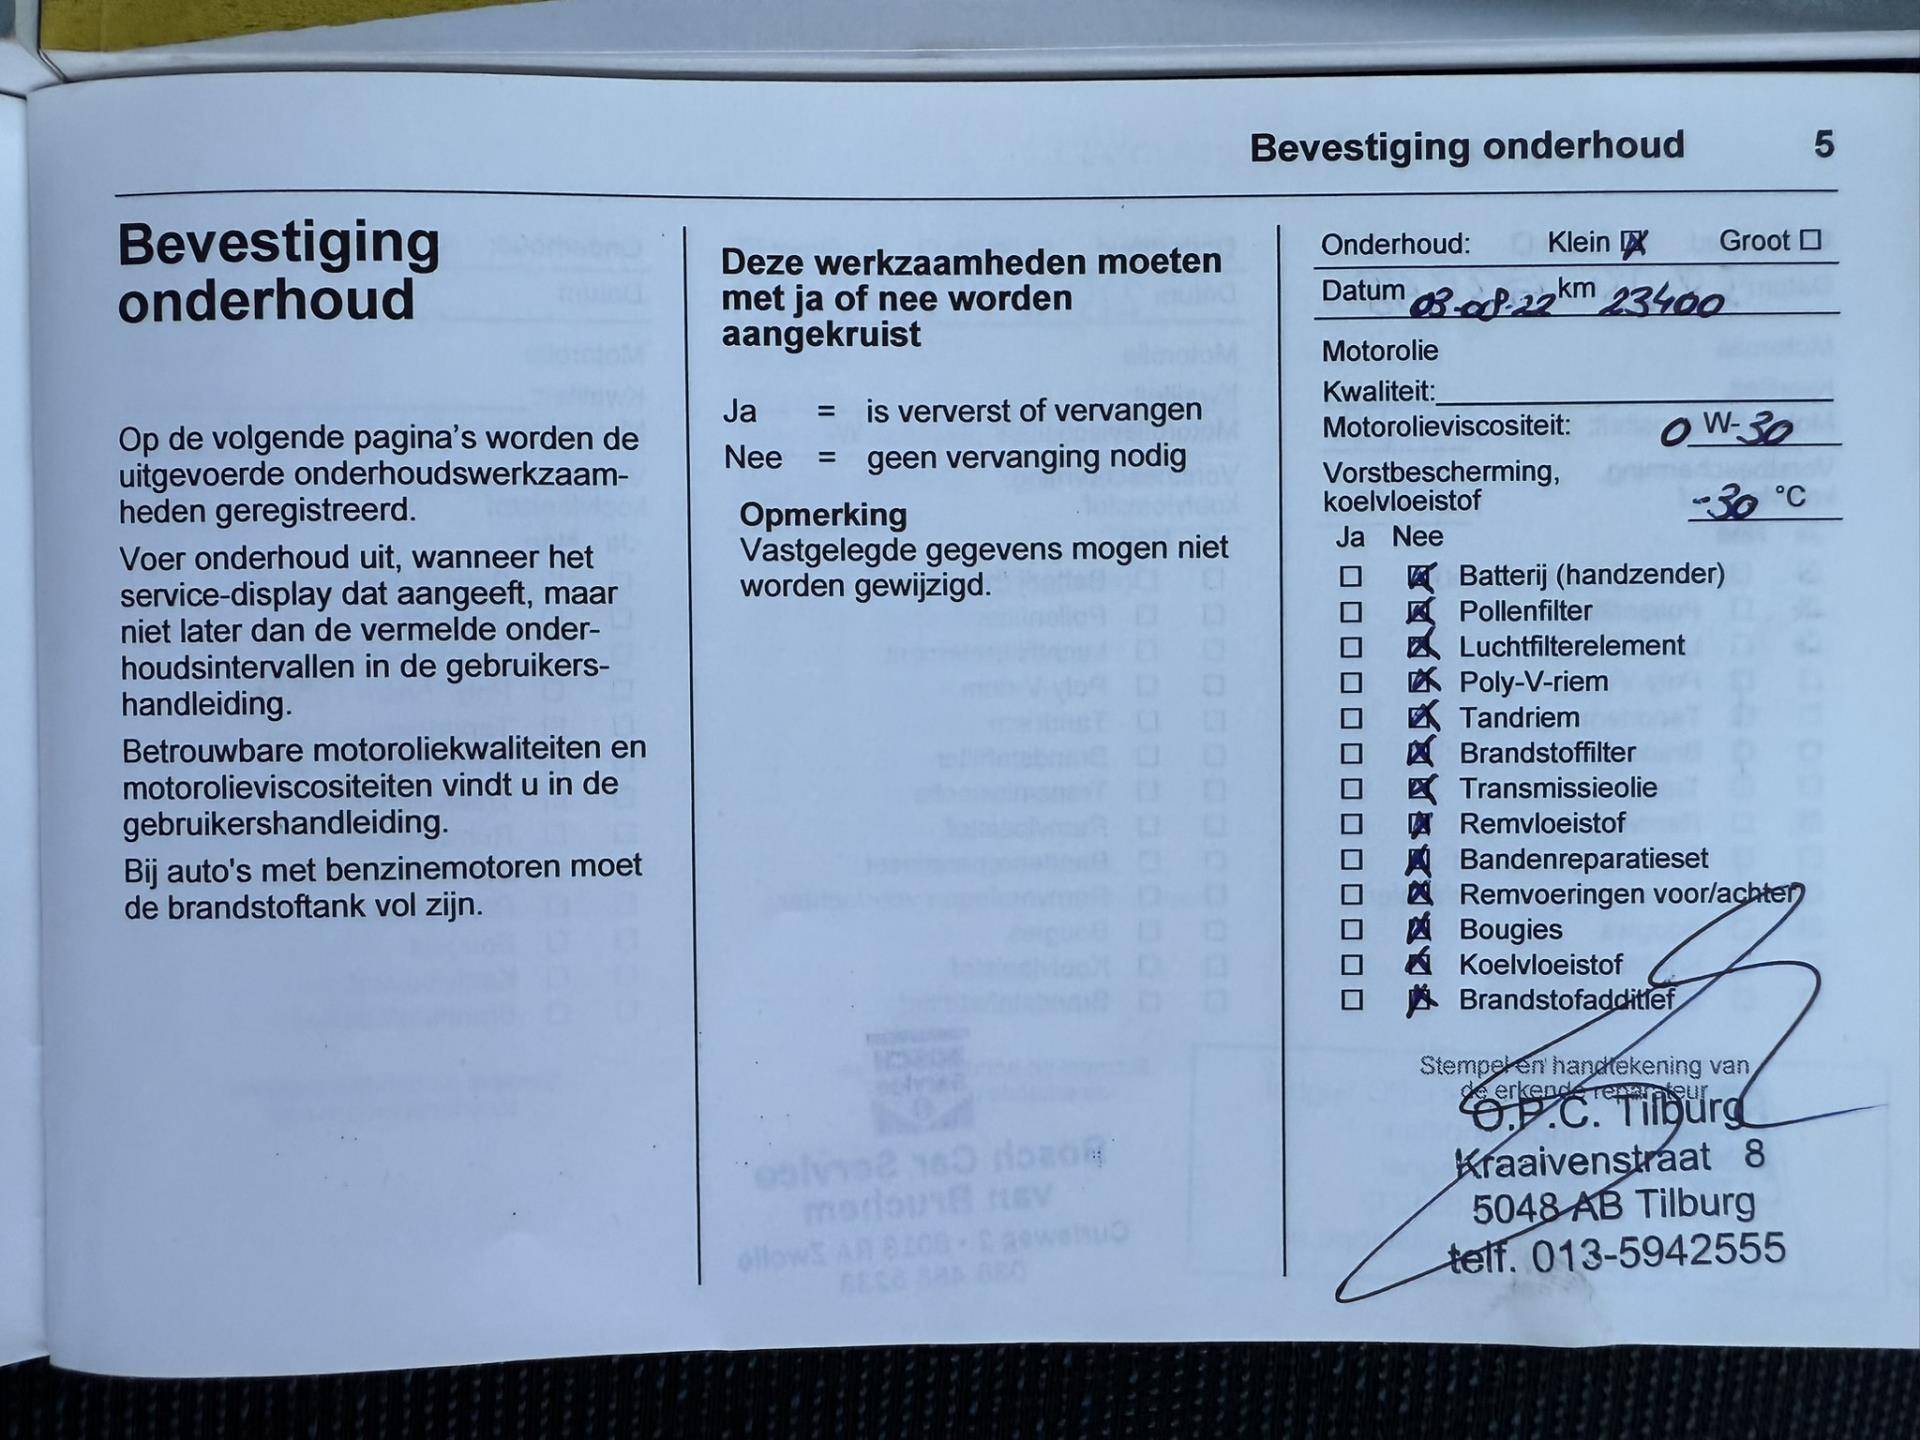 Bevestiging onderhoud 5
Bevestiging
onderhoud
Op de volgende pagina's worden de
uitgevoerde onderhoudswerkzaam-
heden geregistreerd.
Voer onderhoud uit, wanneer het
service-display dat aangeeft, maar
niet later dan de vermelde onder-
houdsintervallen in de gebruikers-
handleiding.
Betrouwbare motoroliekwaliteiten en
motorolieviscositeiten vindt u in de
gebruikershandleiding.
Bij auto's met benzinemotoren moet
de brandstoftank vol zijn.
Deze werkzaamheden moeten
met ja of nee worden
aangekruist
Ja = is ververst of vervangen
Nee = geen vervanging nodig
Opmerking
Vastgelegde gegevens mogen niet
worden gewijzigd.
Onderhoud: Klein ☒ Groot ☐
Datum 03-08-22 km 23400
Motorolie
Kwaliteit:
Motorolieviscositeit: 0 W-30
Vorstbescherming,
koelvloeistof -30 °C
Ja Nee
☐ ☒ Batterij (handzender)
☐ ☒ Pollenfilter
☐ ☒ Luchtfilterelement
☐ ☒ Poly-V-riem
☐ ☒ Tandriem
☐ ☒ Brandstoffilter
☐ ☒ Transmissieolie
☐ ☒ Remvloeistof
☐ ☒ Bandenreparatieset
☐ ☒ Remvoeringen voor/achter
☐ ☒ Bougies
☐ ☒ Koelvloeistof
☐ ☒ Brandstofadditief
Stempel en handtekening van
de erkende reparateur
O.P.C. Tilburg
Kraaivenstraat 8
5048 AB Tilburg
telf. 013-5942555